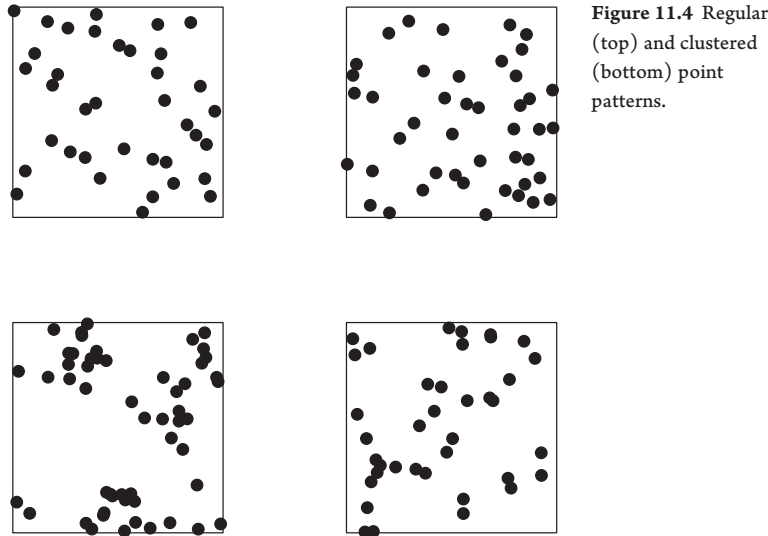 Figure 11.4 Regular
(top) and clustered
(bottom) point
patterns.